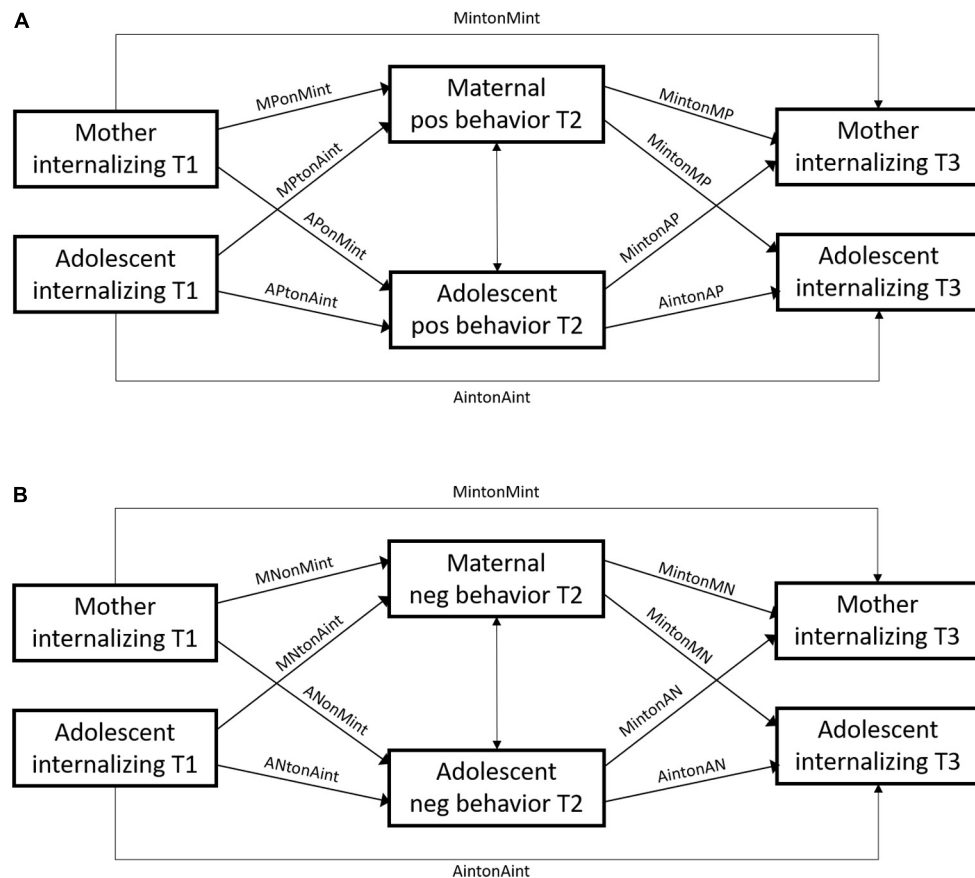 A
MintonMint
Mother
internalizing T1
Adolescent
internalizing T1
MPonMint
MPtonAint
APonMint
APtonAint
Maternal
pos behavior T2
Adolescent
pos behavior T2
MintonMP
MintonMP
MintonAP
AintonAP
Mother
internalizing T3
Adolescent
internalizing T3
AintonAint
B
MintonMint
Mother
internalizing T1
Adolescent
internalizing T1
MNonMint
MNtonAint
ANonMint
ANtonAint
Maternal
neg behavior T2
Adolescent
neg behavior T2
MintonMN
MintonMN
MintonAN
AintonAN
Mother
internalizing T3
Adolescent
internalizing T3
AintonAint